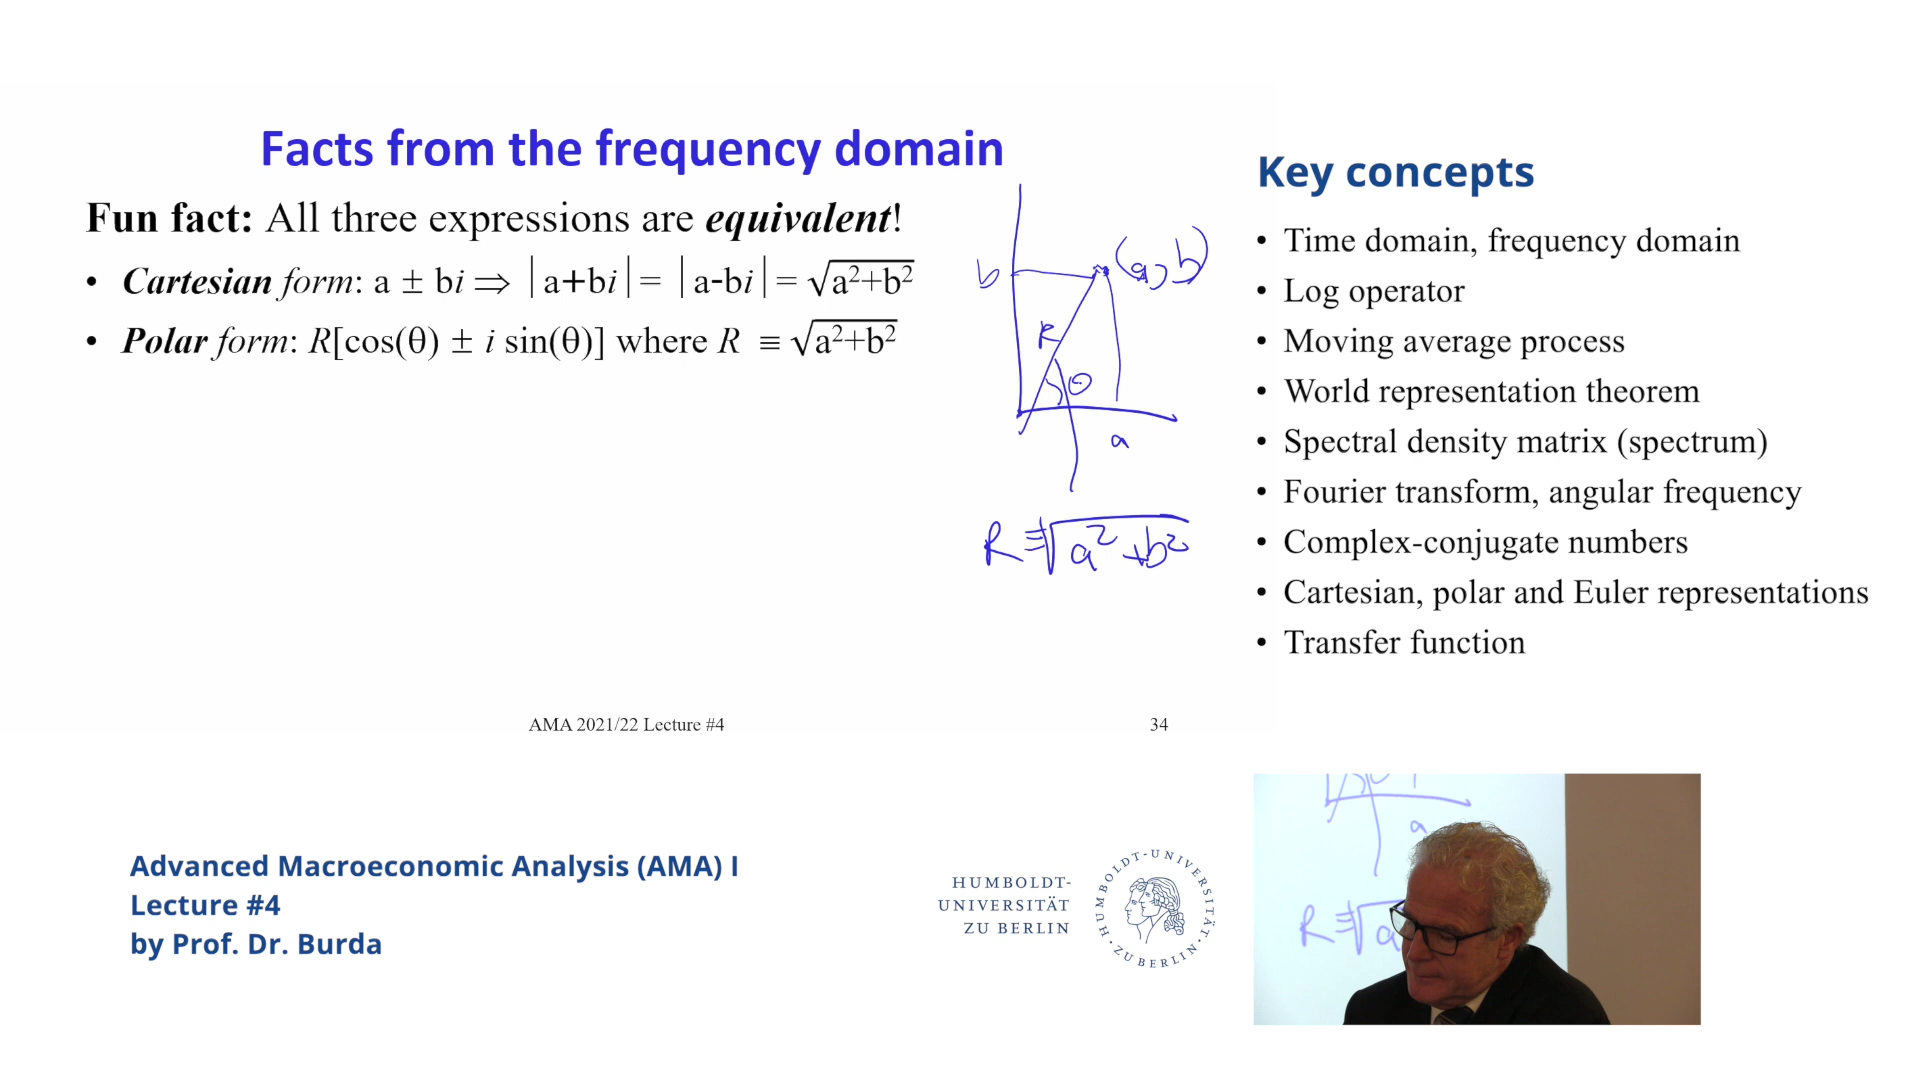 Facts from the frequency domain
Fun fact: All three expressions are equivalent!
• Cartesian form: a ± bi ⇒ |a+bi| = |a-bi| = √a²+b²
• Polar form: R[cos(θ) ± i sin(θ)] where R ≡ √a²+b²
b
(a,b)
R
θ
a
R ≡ √a²+b²
AMA 2021/22 Lecture #4
34
Key concepts
• Time domain, frequency domain
• Log operator
• Moving average process
• World representation theorem
• Spectral density matrix (spectrum)
• Fourier transform, angular frequency
• Complex-conjugate numbers
• Cartesian, polar and Euler representations
• Transfer function
Advanced Macroeconomic Analysis (AMA) I
Lecture #4
by Prof. Dr. Burda
HUMBOLDT-
UNIVERSITÄT
ZU BERLIN
HUMBOLDT-UNIVERSITÄT
• ZU BERLIN •
a
R ≡ √a